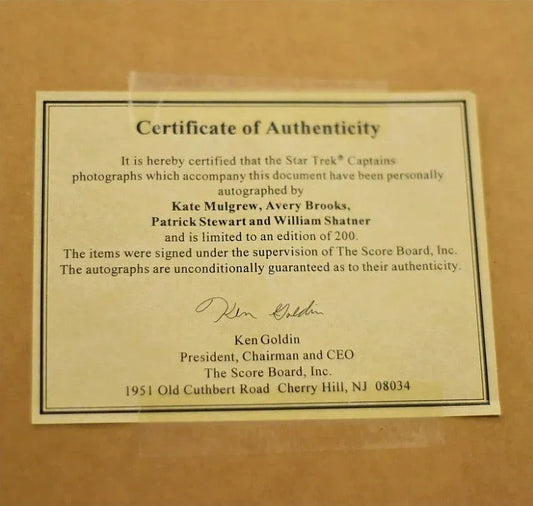 Certificate of Authenticity
It is hereby certified that the Star Trek® Captains
photographs which accompany this document have been personally
autographed by
Kate Mulgrew, Avery Brooks,
Patrick Stewart and William Shatner
and is limited to an edition of 200.
The items were signed under the supervision of The Score Board, Inc.
The autographs are unconditionally guaranteed as to their authenticity.
Ken Goldin
Ken Goldin
President, Chairman and CEO
The Score Board, Inc.
1951 Old Cuthbert Road Cherry Hill, NJ 08034